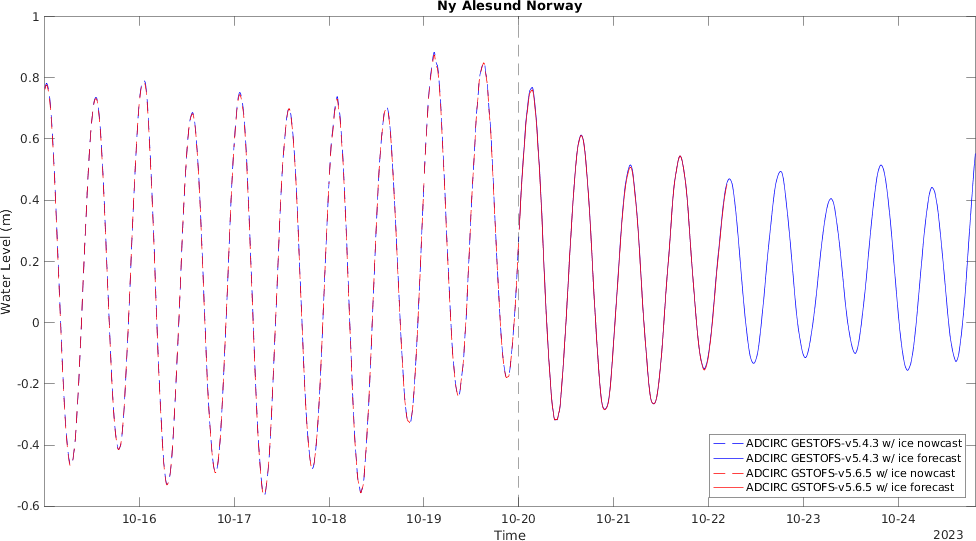 Ny Alesund Norway
1
0.8
0.6
0.4
0.2
0
-0.2
-0.4
-0.6
Water Level (m)
ADCIRC GESTOFS-v5.4.3 w/ ice nowcast
ADCIRC GESTOFS-v5.4.3 w/ ice forecast
ADCIRC GSTOFS-v5.6.5 w/ ice nowcast
ADCIRC GSTOFS-v5.6.5 w/ ice forecast
10-16 10-17 10-18 10-19 10-20 10-21 10-22 10-23 10-24
Time
2023